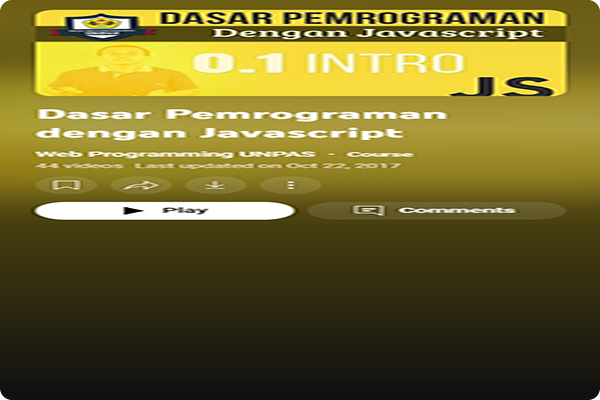 DASAR PEMROGRAMAN
Dengan Javascript
0.1 INTRO
JS
Dasar Pemrograman
dengan Javascript
Web Programming UNPAS · Course
44 videos Last updated on Oct 22, 2017
Play
Comments